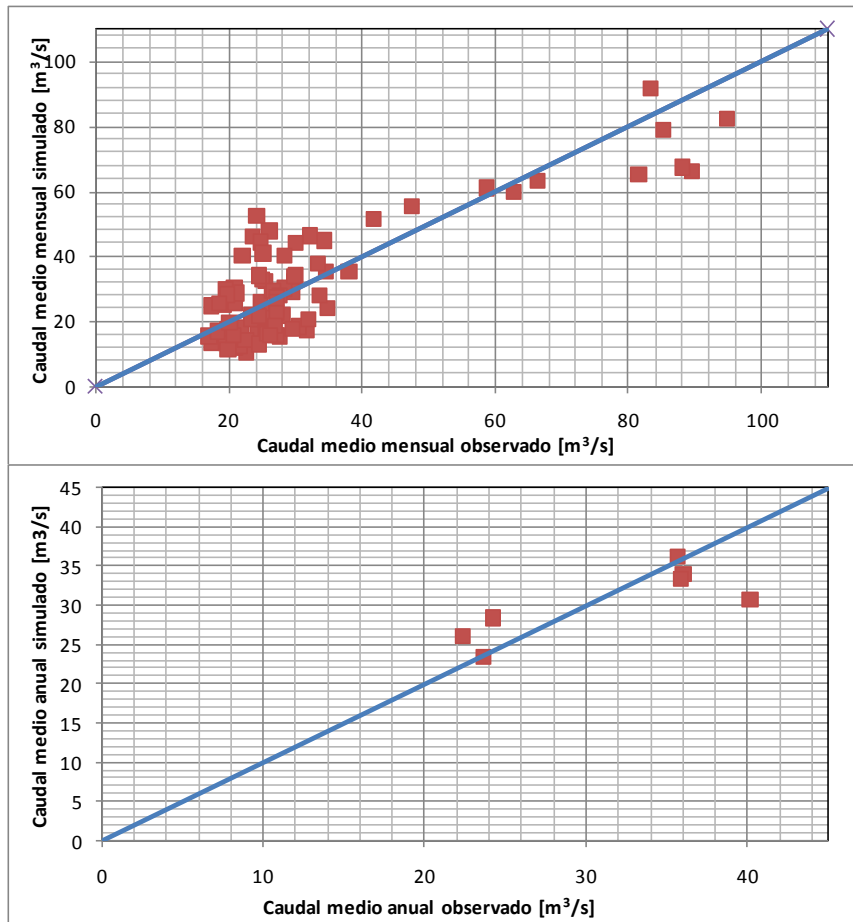 Caudal medio mensual simulado [m³/s]
100
80
60
40
20
0
0 20 40 60 80 100
Caudal medio mensual observado [m³/s]
Caudal medio anual simulado [m3/s]
45
40
35
30
25
20
15
10
5
0
0 10 20 30 40
Caudal medio anual observado [m³/s]